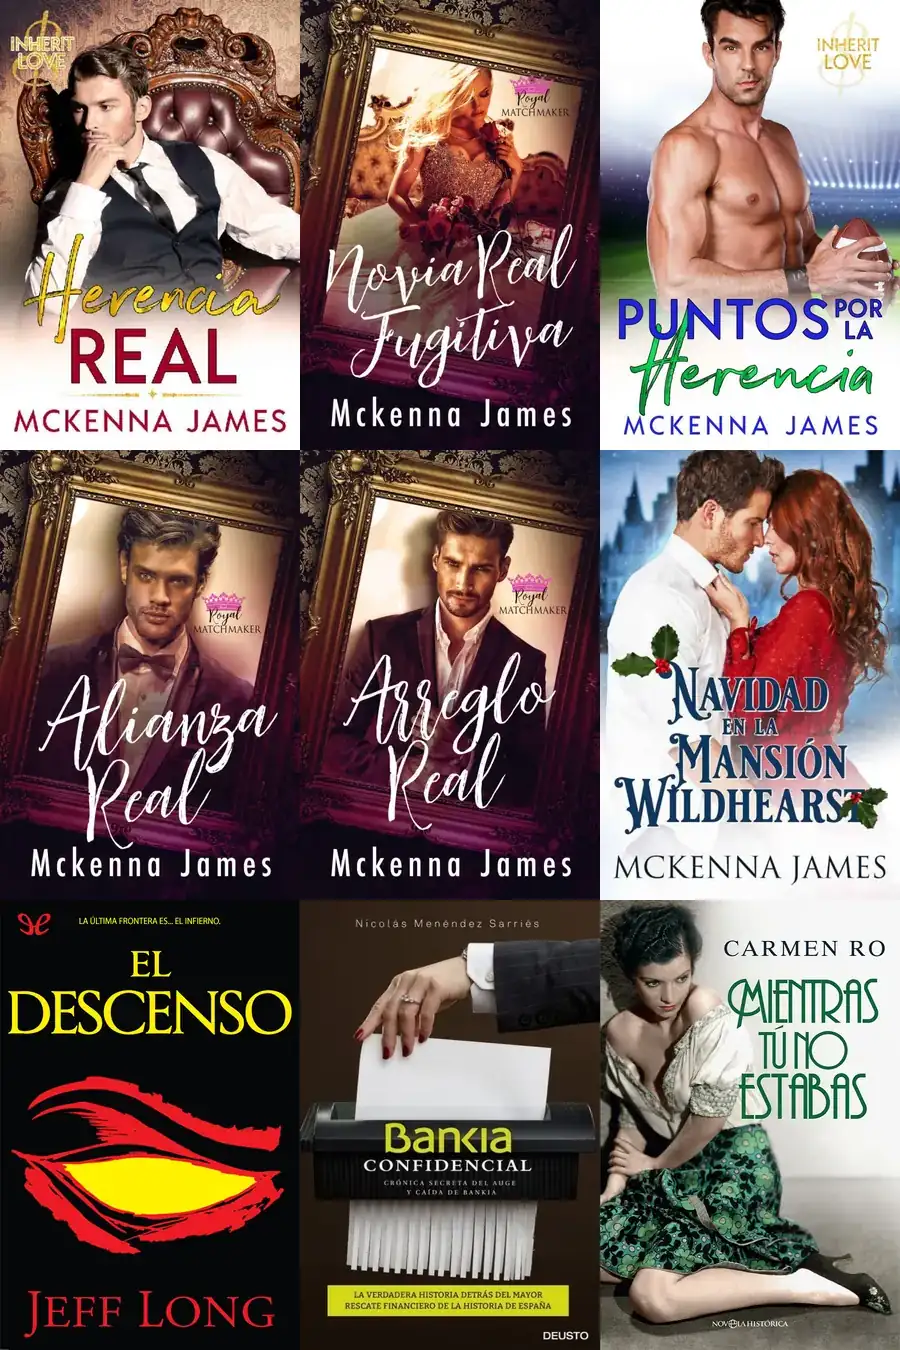 INHERIT
LOVE
Herencia
REAL
MCKENNA JAMES
Royal
MATCHMAKER
Novia Real
Fugitiva
Mckenna James
INHERIT
LOVE
PUNTOS POR
LA
Herencia
MCKENNA JAMES
Royal
MATCHMAKER
Alianza
Real
Mckenna James
Royal
MATCHMAKER
Arreglo
Real
Mckenna James
NAVIDAD
EN LA
MANSIÓN
WILDHEARST
MCKENNA JAMES
LA ÚLTIMA FRONTERA ES... EL INFIERNO.
EL
DESCENSO
JEFF LONG
Nicolás Menéndez Sarriés
Bankia
CONFIDENCIAL
CRÓNICA SECRETA DEL AUGE
Y CAÍDA DE BANKIA
LA VERDADERA HISTORIA DETRÁS DEL MAYOR
RESCATE FINANCIERO DE LA HISTORIA DE ESPAÑA
DEUSTO
CARMEN RO
MIENTRAS
TÚ NO
ESTABAS
NOVELA HISTÓRICA